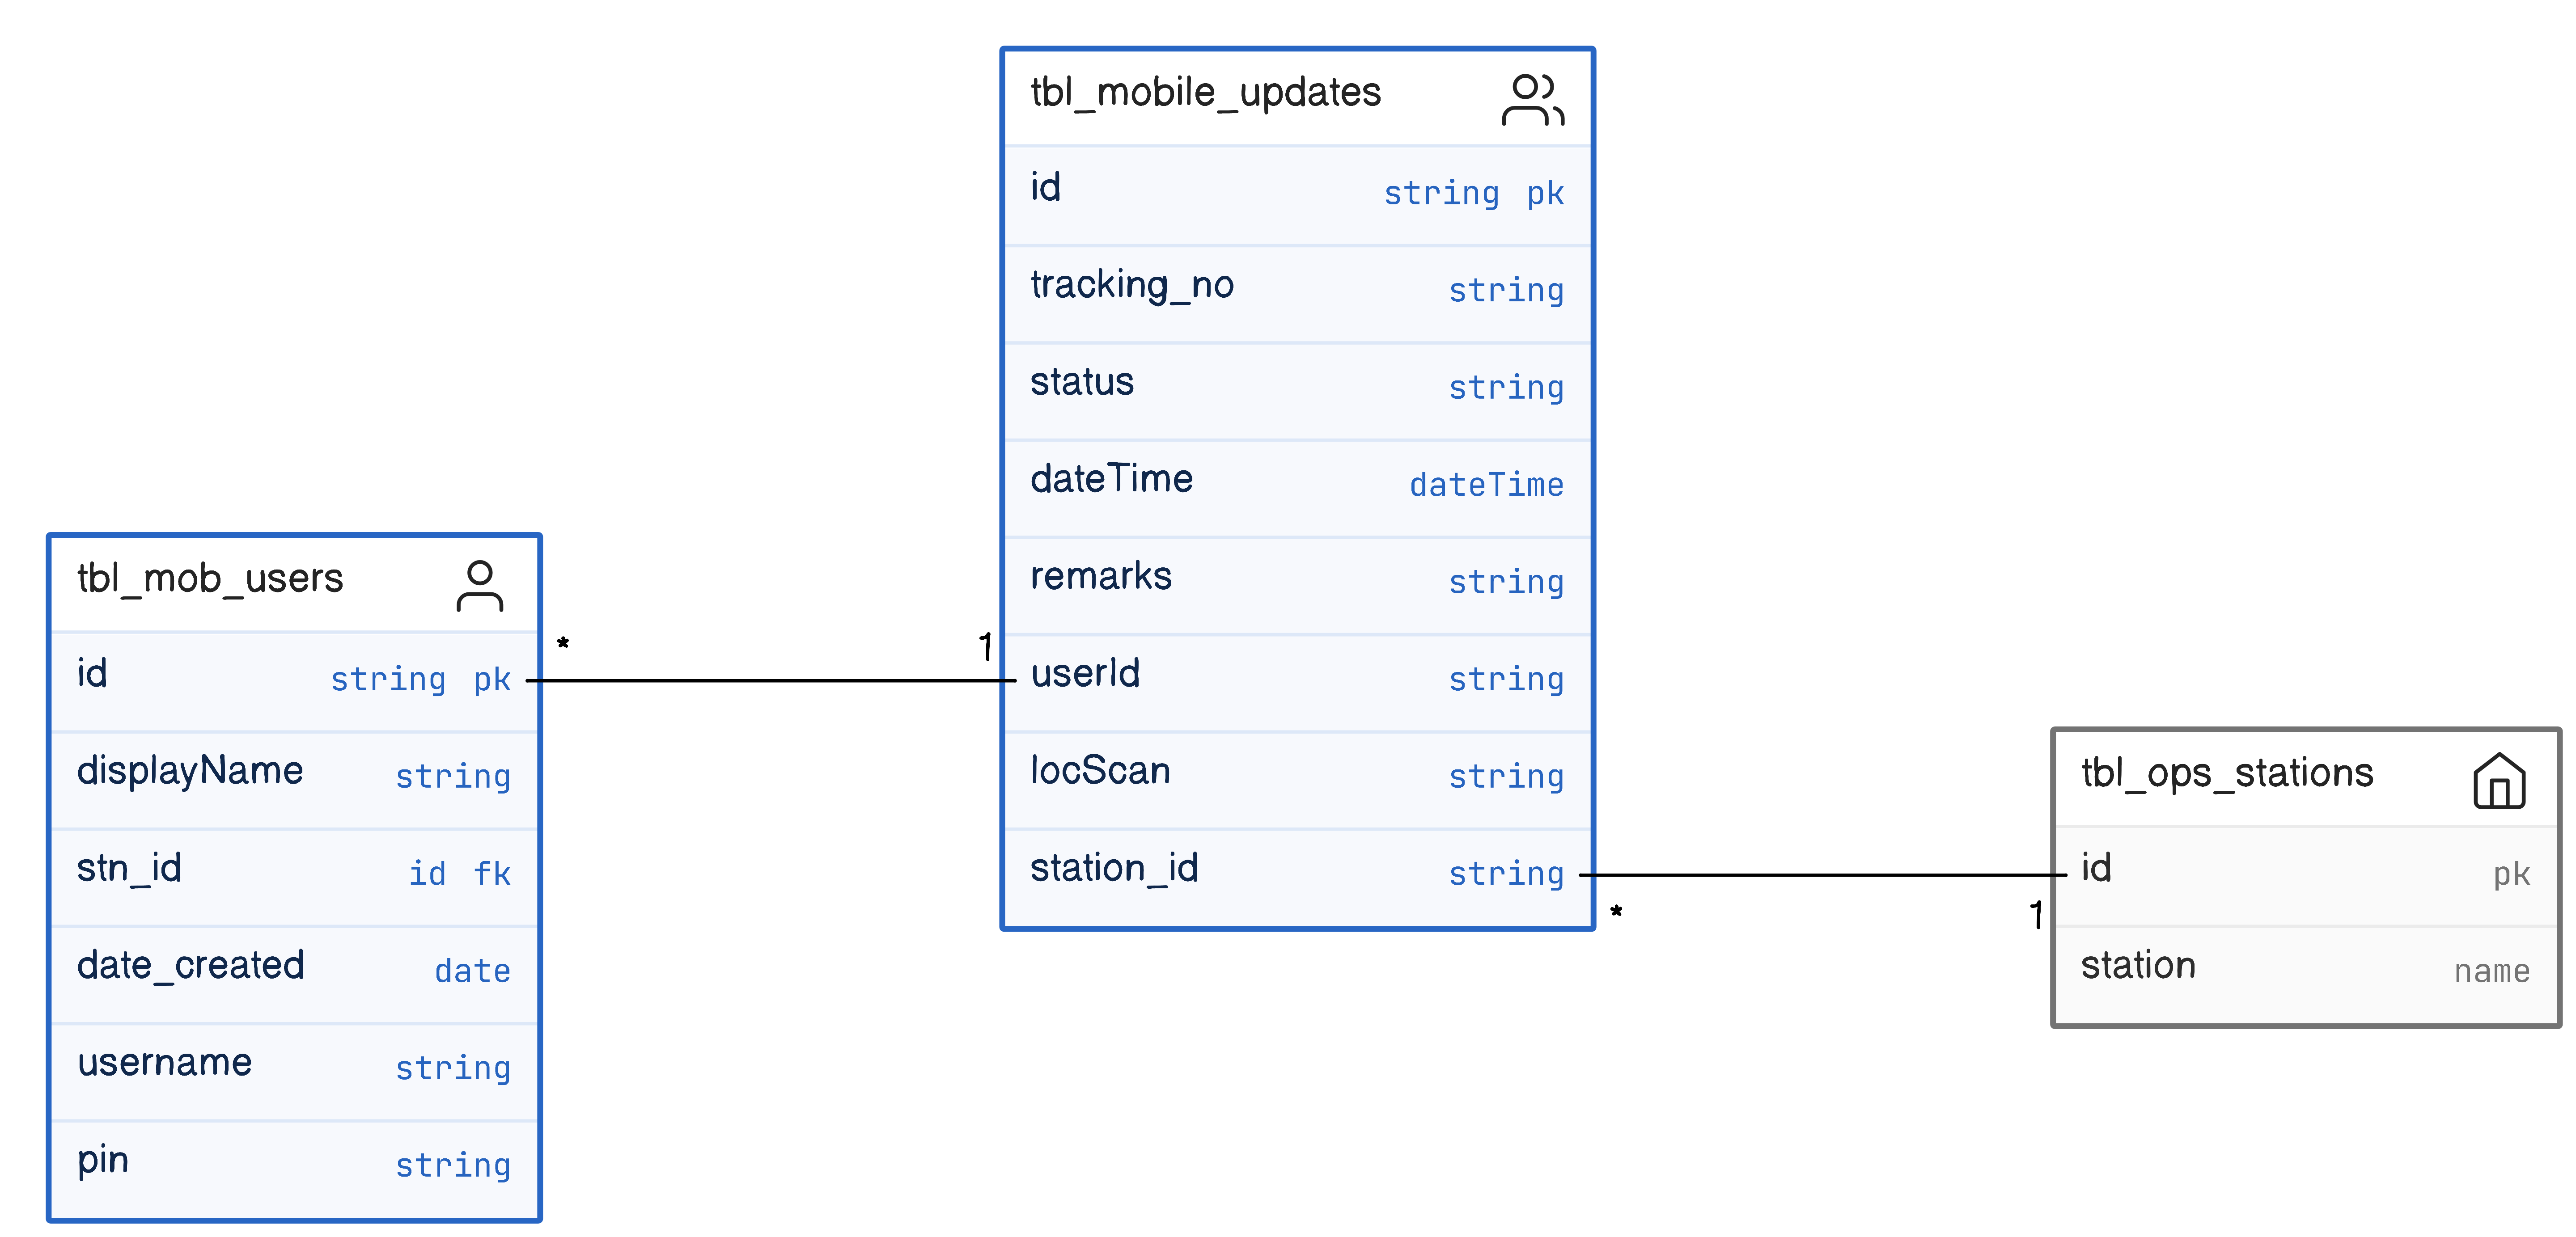 tbl_mobile_updates
id string pk
tracking_no string
status string
dateTime dateTime
remarks string
userId string
locScan string
station_id string
tbl_mob_users
id string pk
displayName string
stn_id id fk
date_created date
username string
pin string
* 1
tbl_ops_stations
id pk
station name
* 1